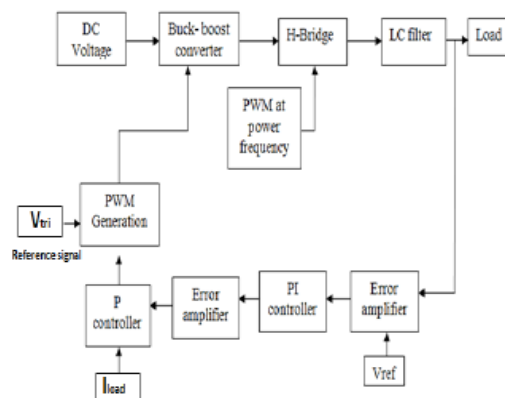 DC
Voltage
Buck- boost
converter
H-Bridge
LC filter
Load
PWM at
power
frequency
PWM
Generation
Vtri
Reference signal
P
controller
Error
amplifier
PI
controller
Error
amplifier
Iload
Vref